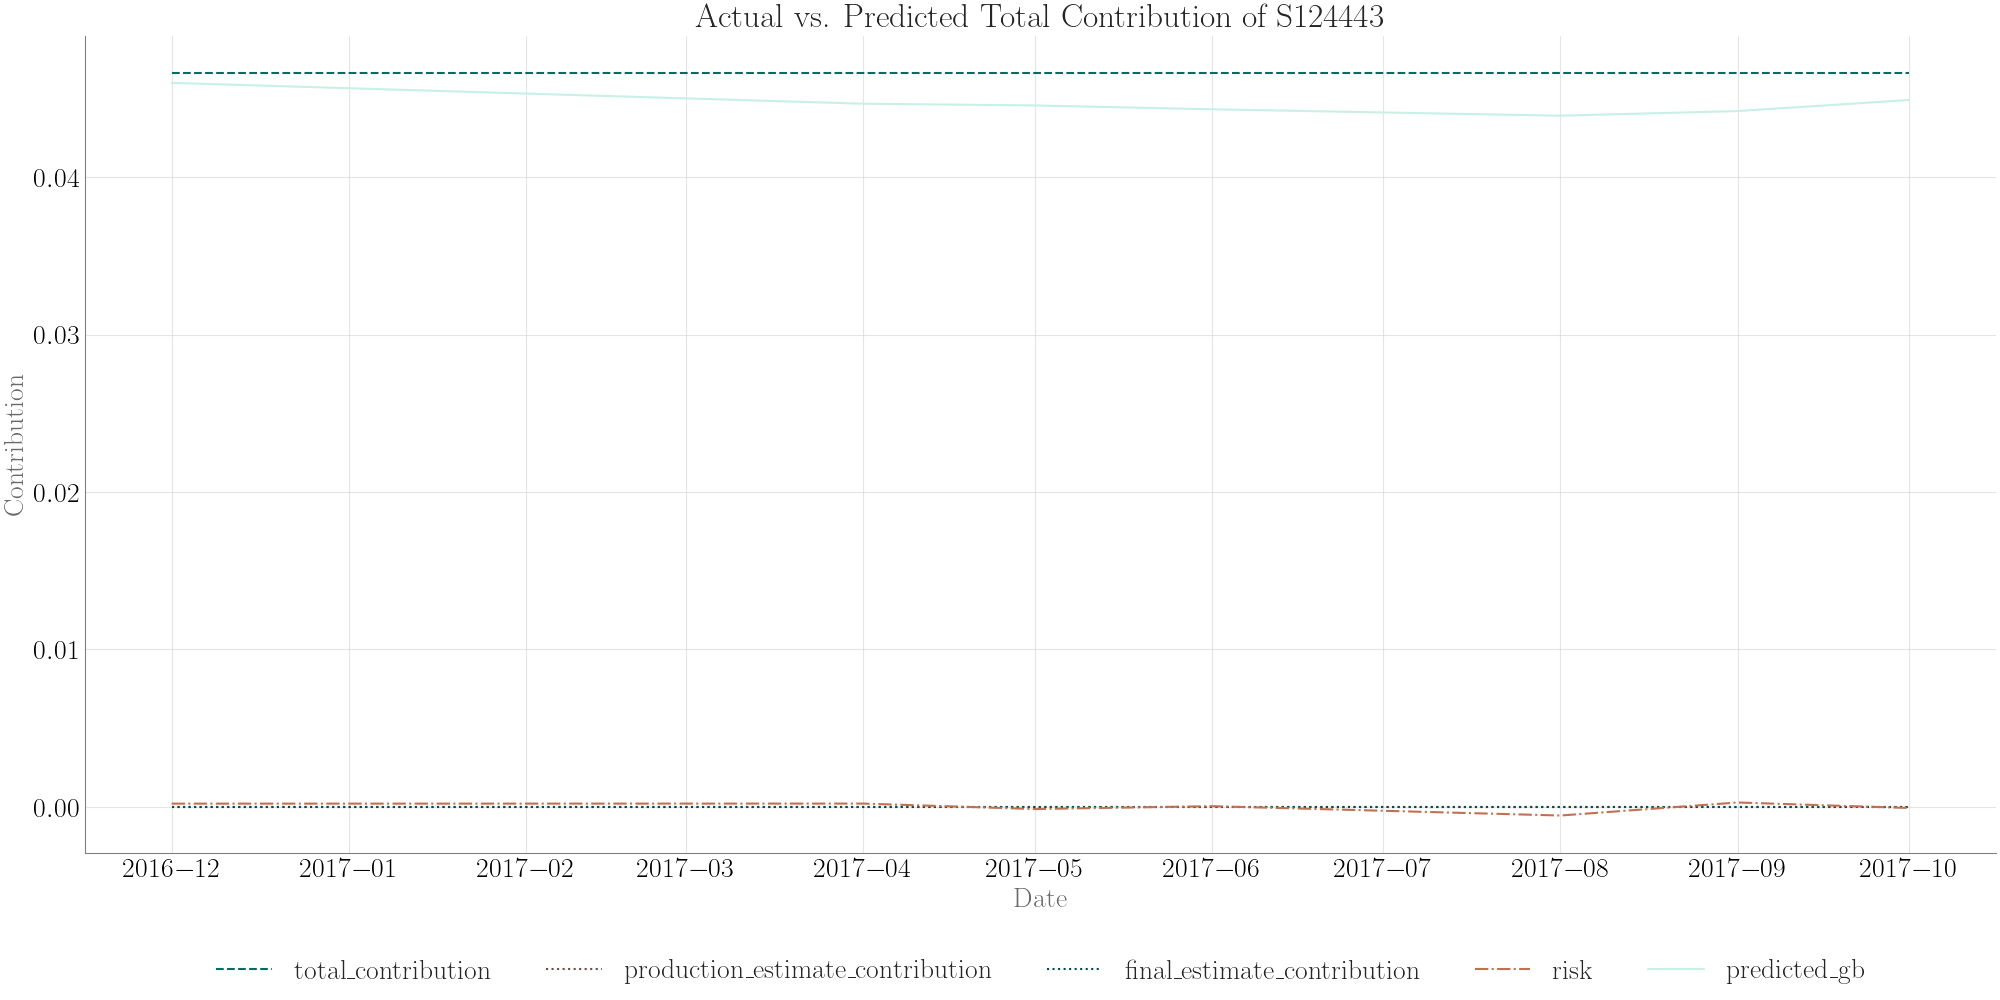 Actual vs. Predicted Total Contribution of S124443
Contribution
0.04
0.03
0.02
0.01
0.00
2016–12 2017–01 2017–02 2017–03 2017–04 2017–05 2017–06 2017–07 2017–08 2017–09 2017–10
Date
total_contribution production_estimate_contribution final_estimate_contribution risk predicted_gb